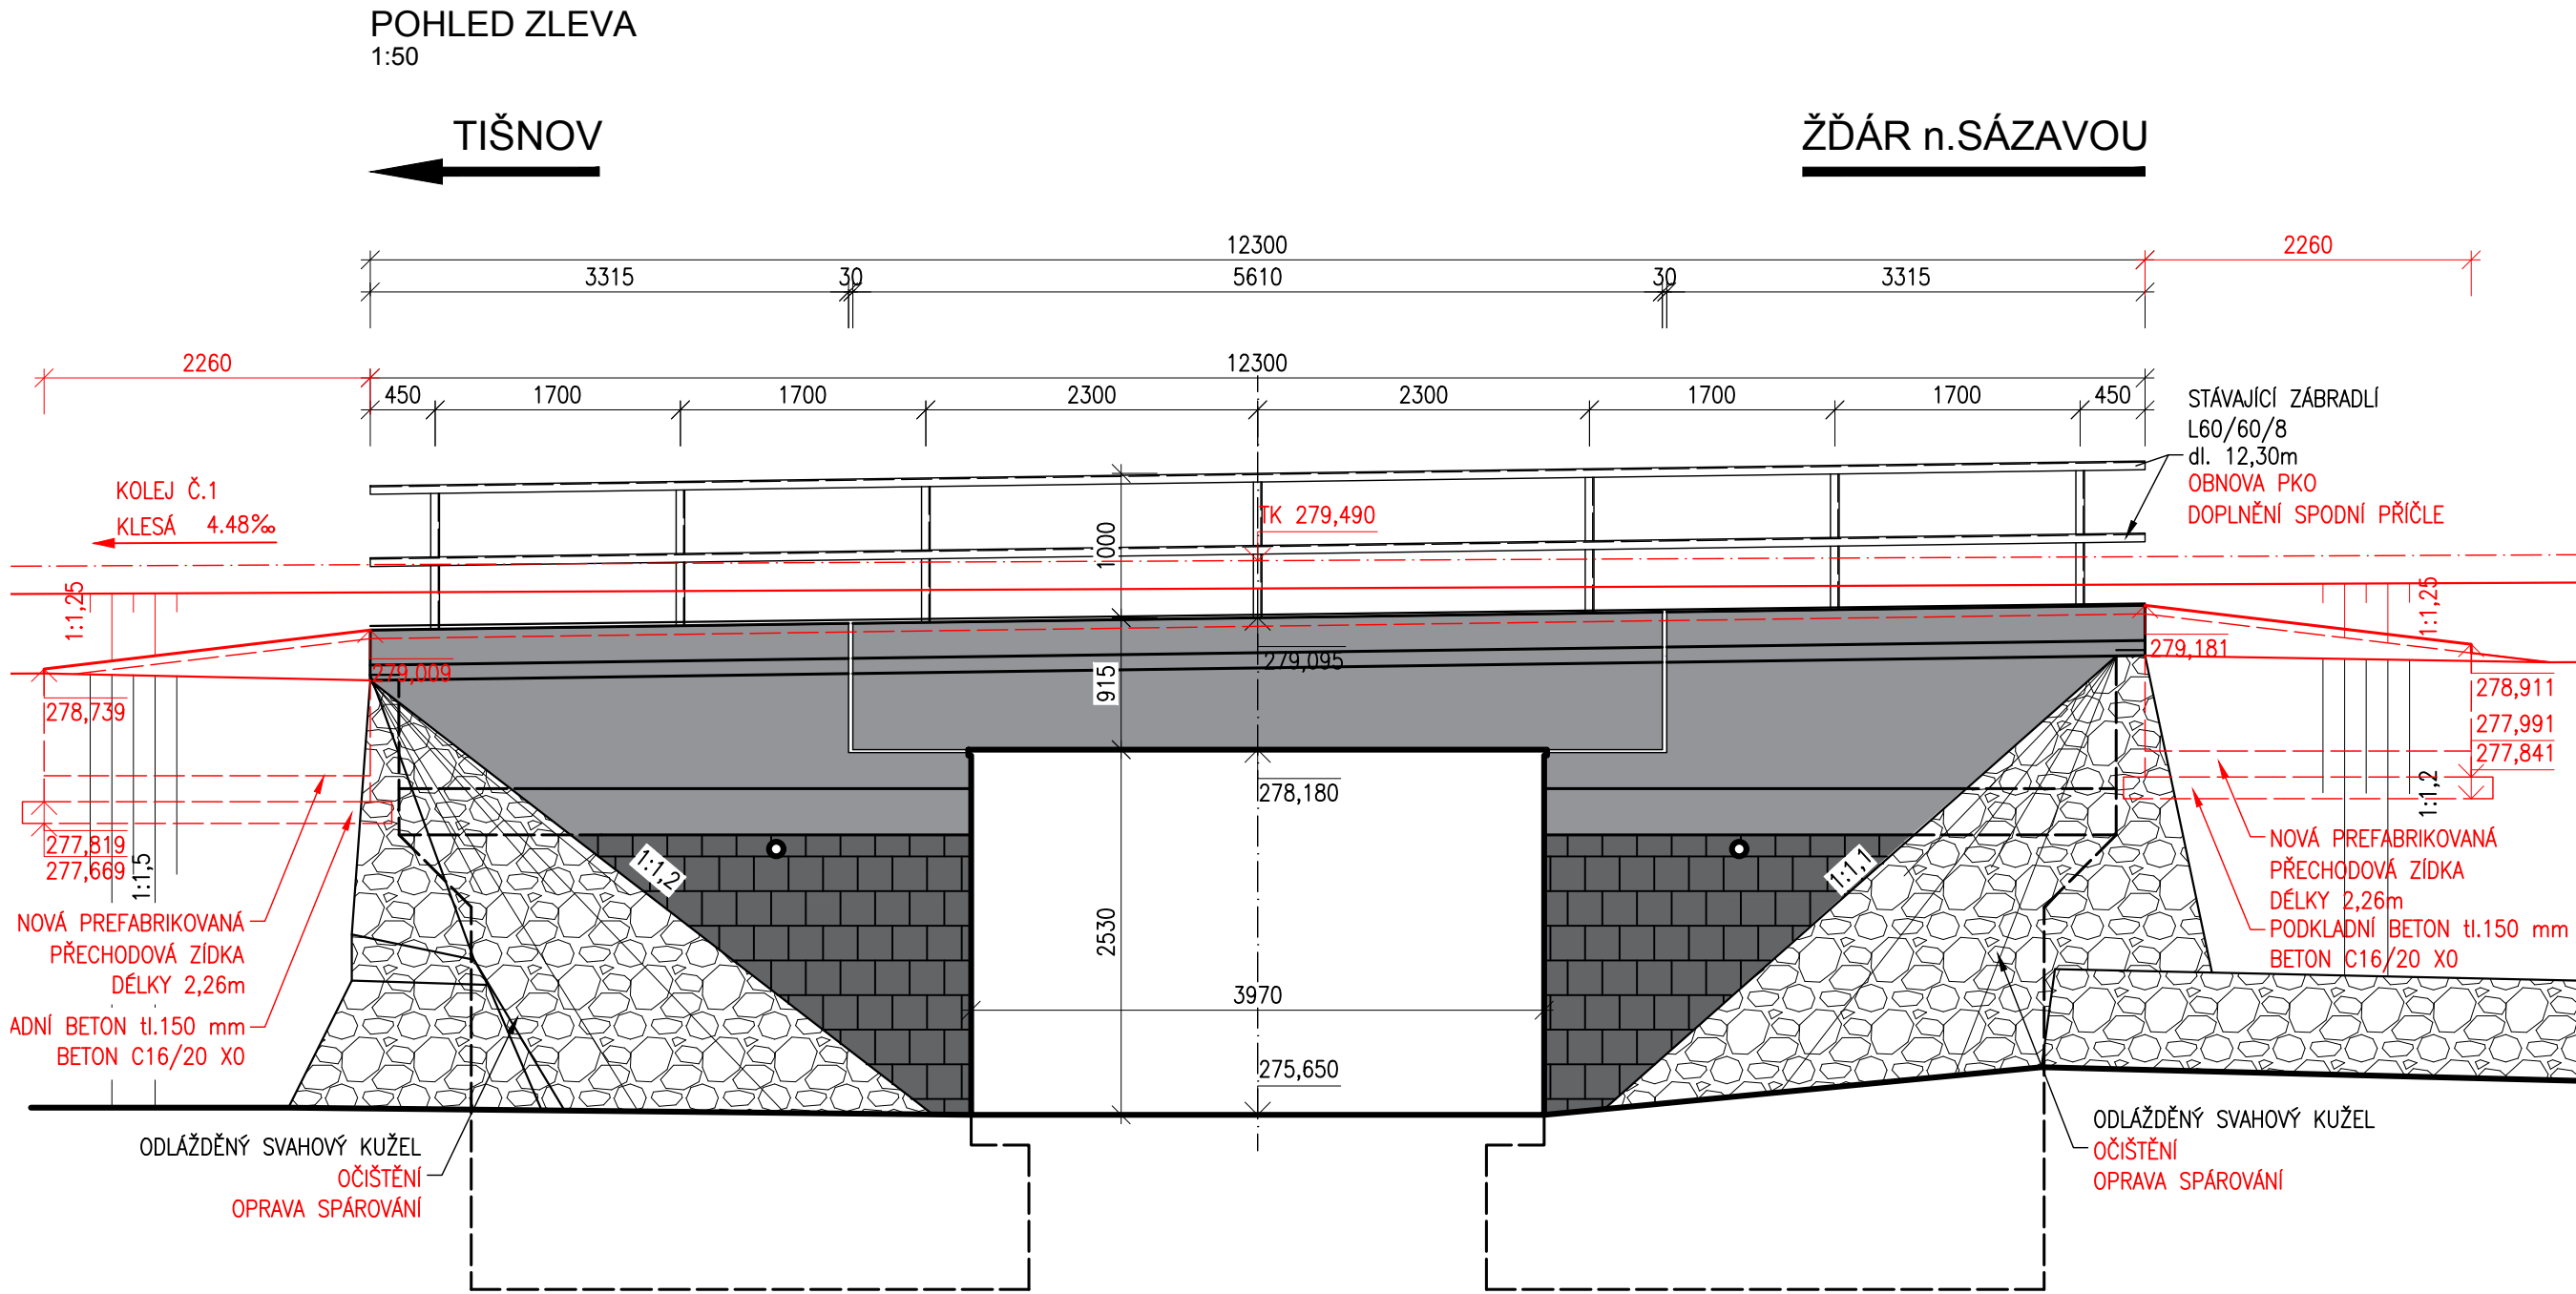 POHLED ZLEVA
1:50
TIŠNOV
ŽĎÁR n.SÁZAVOU
12300
2260
3315
30
5610
30
3315
2260
12300
450
1700
1700
2300
2300
1700
1700
450
STÁVAJÍCÍ ZÁBRADLÍ
L60/60/8
dl. 12,30m
OBNOVA PKO
DOPLNĚNÍ SPODNÍ PŘÍČLE
KOLEJ Č.1
KLESÁ 4.48‰
TK 279,490
1000
1:1,25
1:1,25
279,009
279,095
279,181
915
278,739
278,911
277,991
277,841
278,180
1:1,2
277,819
277,669
1:1,5
1:1,2
1:1,1
NOVÁ PREFABRIKOVANÁ
PŘECHODOVÁ ZÍDKA
DÉLKY 2,26m
ADNÍ BETON tl.150 mm
BETON C16/20 X0
NOVÁ PREFABRIKOVANÁ
PŘECHODOVÁ ZÍDKA
DÉLKY 2,26m
PODKLADNÍ BETON tl.150 mm
BETON C16/20 X0
2530
3970
275,650
ODLÁŽDĚNÝ SVAHOVÝ KUŽEL
OČIŠTĚNÍ
OPRAVA SPÁROVÁNÍ
ODLÁŽDĚNÝ SVAHOVÝ KUŽEL
OČIŠTĚNÍ
OPRAVA SPÁROVÁNÍ